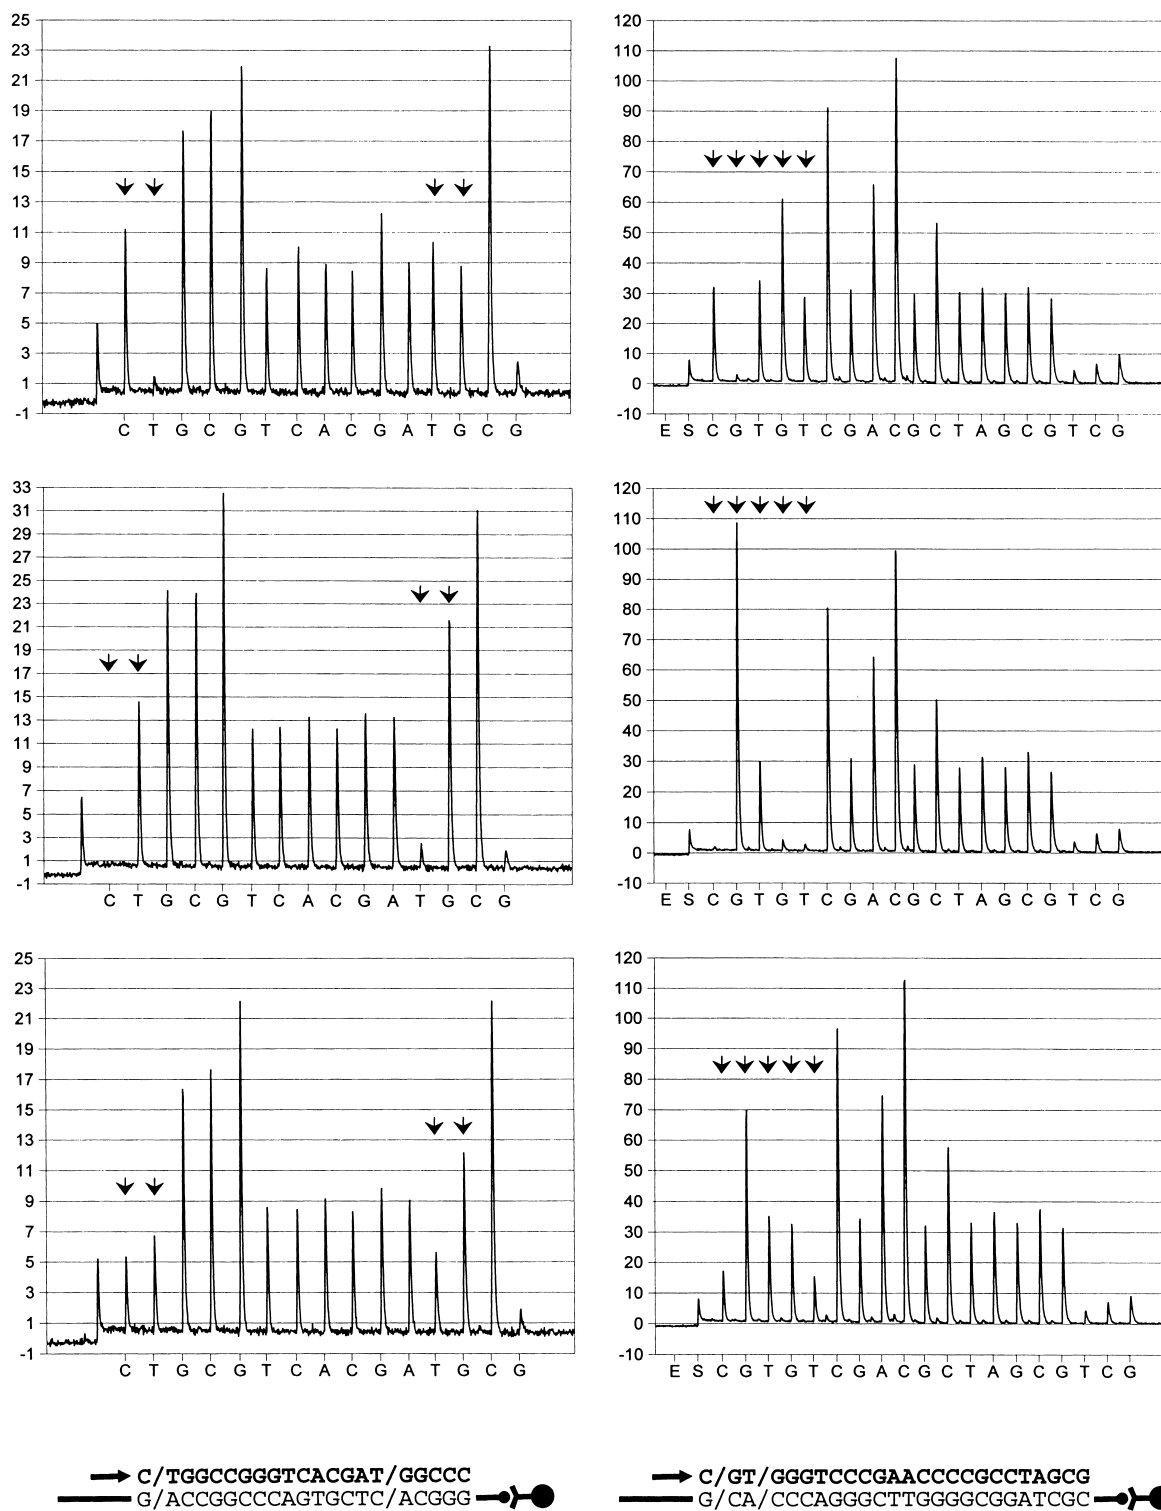 25 23 21 19 17 15 13 11 9 7 5 3 1 -1
C T G C G T C A C G A T G C G
120 110 100 90 80 70 60 50 40 30 20 10 0 -10
E S C G T G T C G A C G C T A G C G T C G
33 31 29 27 25 23 21 19 17 15 13 11 9 7 5 3 1 -1
C T G C G T C A C G A T G C G
120 110 100 90 80 70 60 50 40 30 20 10 0 -10
E S C G T G T C G A C G C T A G C G T C G
25 23 21 19 17 15 13 11 9 7 5 3 1 -1
C T G C G T C A C G A T G C G
120 110 100 90 80 70 60 50 40 30 20 10 0 -10
E S C G T G T C G A C G C T A G C G T C G
C/TGGCCGGGTCACGAT/GGCCC
G/ACCGGCCCAGTGCTC/ACGGG
C/GT/GGGTCCCGAACCCCGCCTAGCG
G/CA/CCCAGGGCTTGGGGCGGATCGC